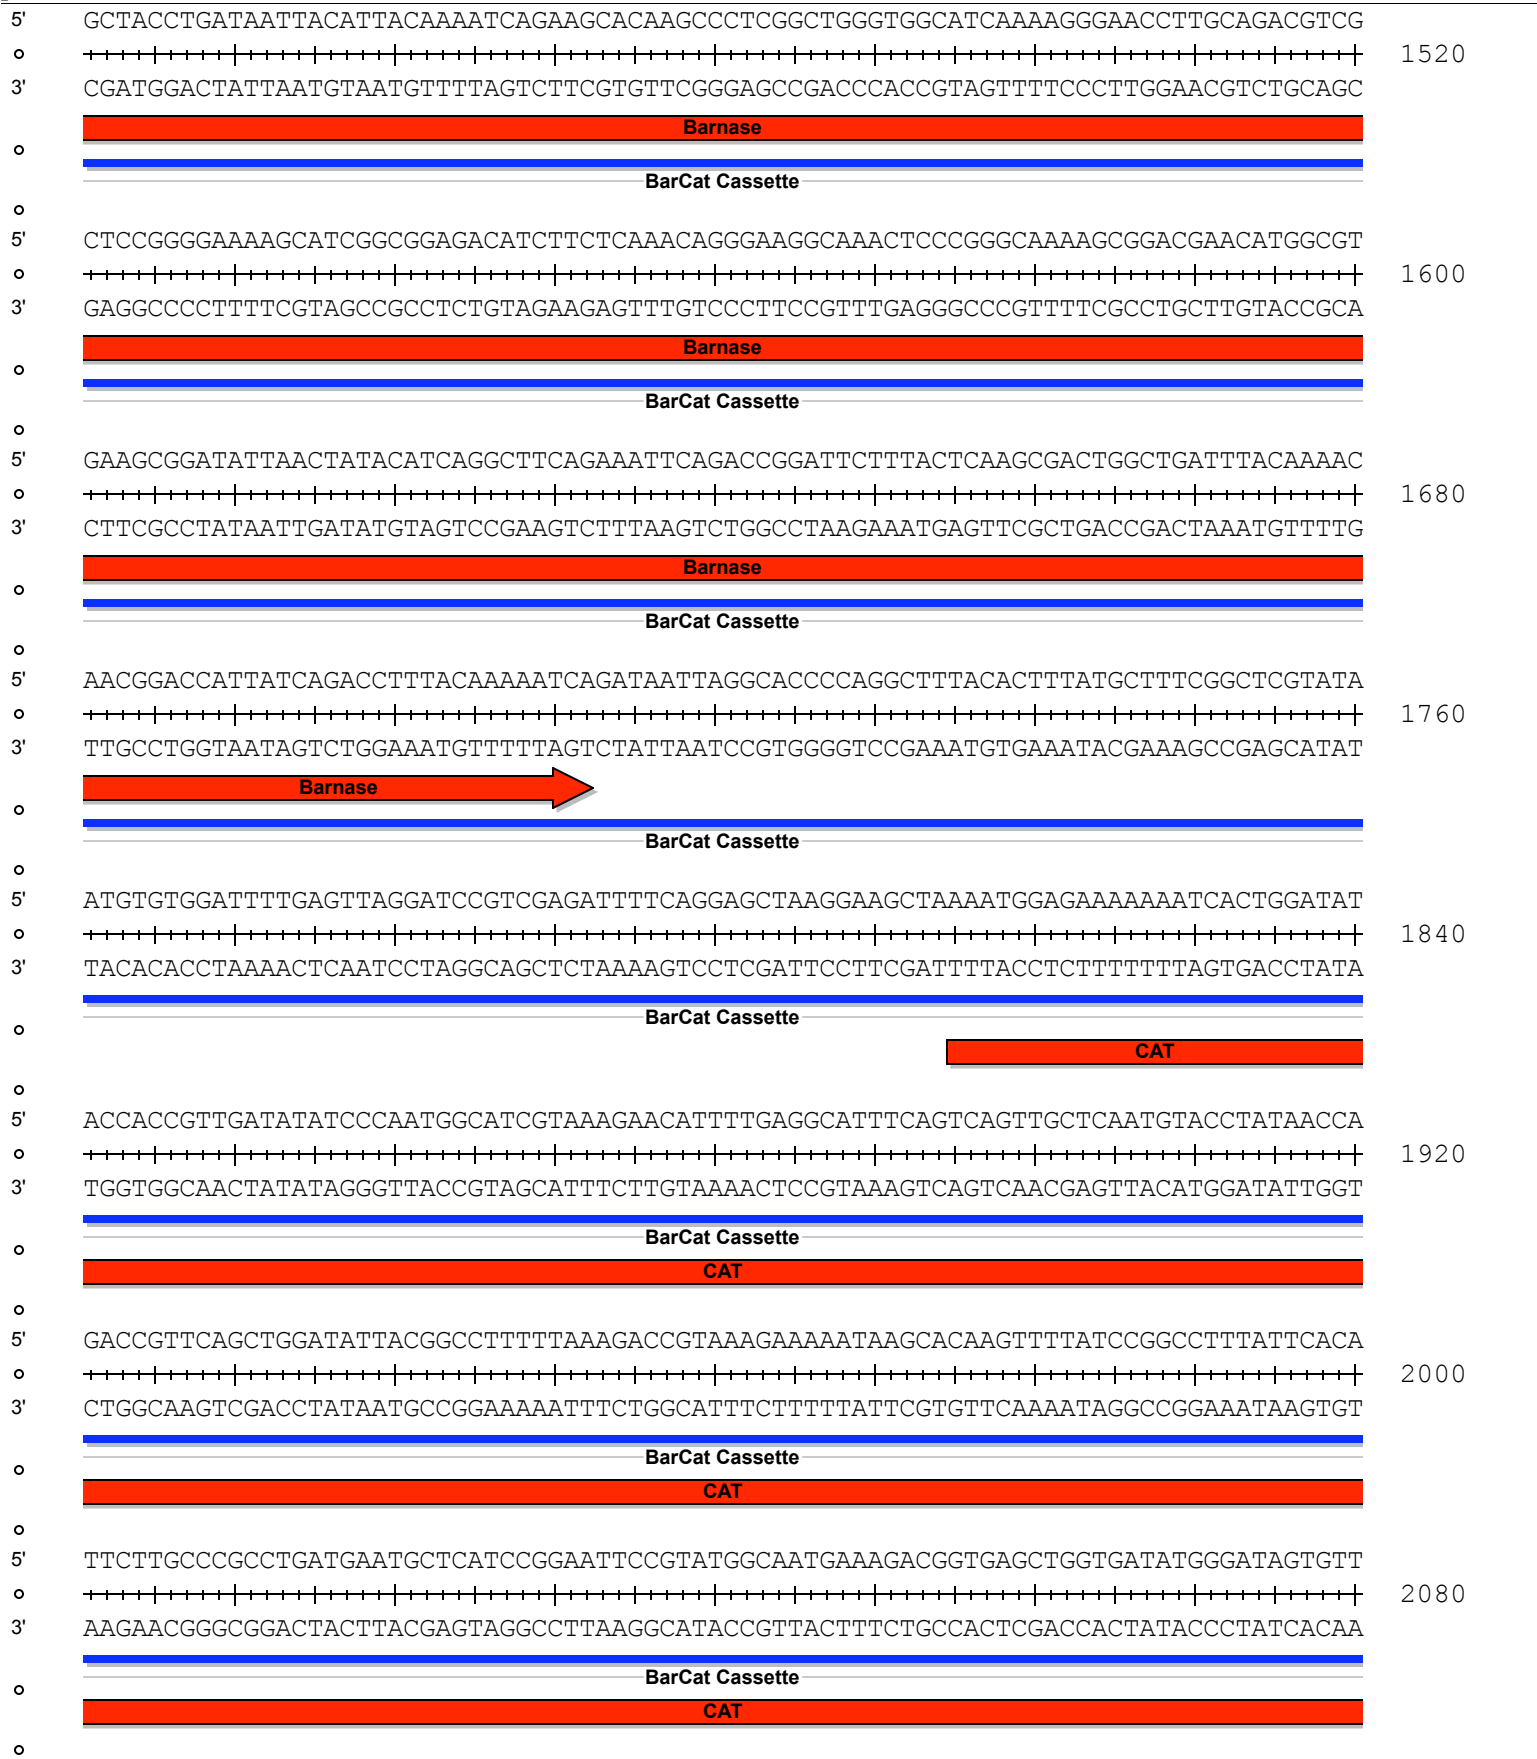 5' GCTACCTGATAATTACATTACAAAATCAGAAGCACAAGCCCTCGGCTGGGTGGCATCAAAAGGGAACCTTGCAGACGTCG
1520
3' CGATGGACTATTAATGTAATGTTTTAGTCTTCGTGTTCGGGAGCCGACCCACCGTAGTTTTCCCTTGGAACGTCTGCAGC
Barnase
BarCat Cassette
5' CTCCGGGGAAAAGCATCGGCGGAGACATCTTCTCAAACAGGGAAGGCAAACTCCCGGGCAAAAGCGGACGAACATGGCGT
1600
3' GAGGCCCCTTTTCGTAGCCGCCTCTGTAGAAGAGTTTGTCCCTTCCGTTTGAGGGCCCGTTTTCGCCTGCTTGTACCGCA
Barnase
BarCat Cassette
5' GAAGCGGATATTAACTATACATCAGGCTTCAGAAATTCAGACCGGATTCTTTACTCAAGCGACTGGCTGATTTACAAAAC
1680
3' CTTCGCCTATAATTGATATGTAGTCCGAAGTCTTTAAGTCTGGCCTAAGAAATGAGTTCGCTGACCGACTAAATGTTTTG
Barnase
BarCat Cassette
5' AACGGACCATTATCAGACCTTTACAAAAATCAGATAATTAGGCACCCCAGGCTTTACACTTTATGCTTTCGGCTCGTATA
1760
3' TTGCCTGGTAATAGTCTGGAAATGTTTTTAGTCTATTAATCCGTGGGGTCCGAAATGTGAAATACGAAAGCCGAGCATAT
Barnase
BarCat Cassette
5' ATGTGTGGATTTTGAGTTAGGATCCGTCGAGATTTTCAGGAGCTAAGGAAGCTAAAATGGAGAAAAAAATCACTGGATAT
1840
3' TACACACCTAAAACTCAATCCTAGGCAGCTCTAAAAGTCCTCGATTCCTTCGATTTTACCTCTTTTTTTAGTGACCTATA
BarCat Cassette
CAT
5' ACCACCGTTGATATATCCCAATGGCATCGTAAAGAACATTTTGAGGCATTTCAGTCAGTTGCTCAATGTACCTATAACCA
1920
3' TGGTGGCAACTATATAGGGTTACCGTAGCATTTCTTGTAAAACTCCGTAAAGTCAGTCAACGAGTTACATGGATATTGGT
BarCat Cassette
CAT
5' GACCGTTCAGCTGGATATTACGGCCTTTTTAAAGACCGTAAAGAAAAATAAGCACAAGTTTTATCCGGCCTTTATTCACA
2000
3' CTGGCAAGTCGACCTATAATGCCGGAAAAATTTCTGGCATTTCTTTTTATTCGTGTTCAAAATAGGCCGGAAATAAGTGT
BarCat Cassette
CAT
5' TTCTTGCCCGCCTGATGAATGCTCATCCGGAATTCCGTATGGCAATGAAAGACGGTGAGCTGGTGATATGGGATAGTGTT
2080
3' AAGAACGGGCGGACTACTTACGAGTAGGCCTTAAGGCATACCGTTACTTTCTGCCACTCGACCACTATACCCTATCACAA
BarCat Cassette
CAT